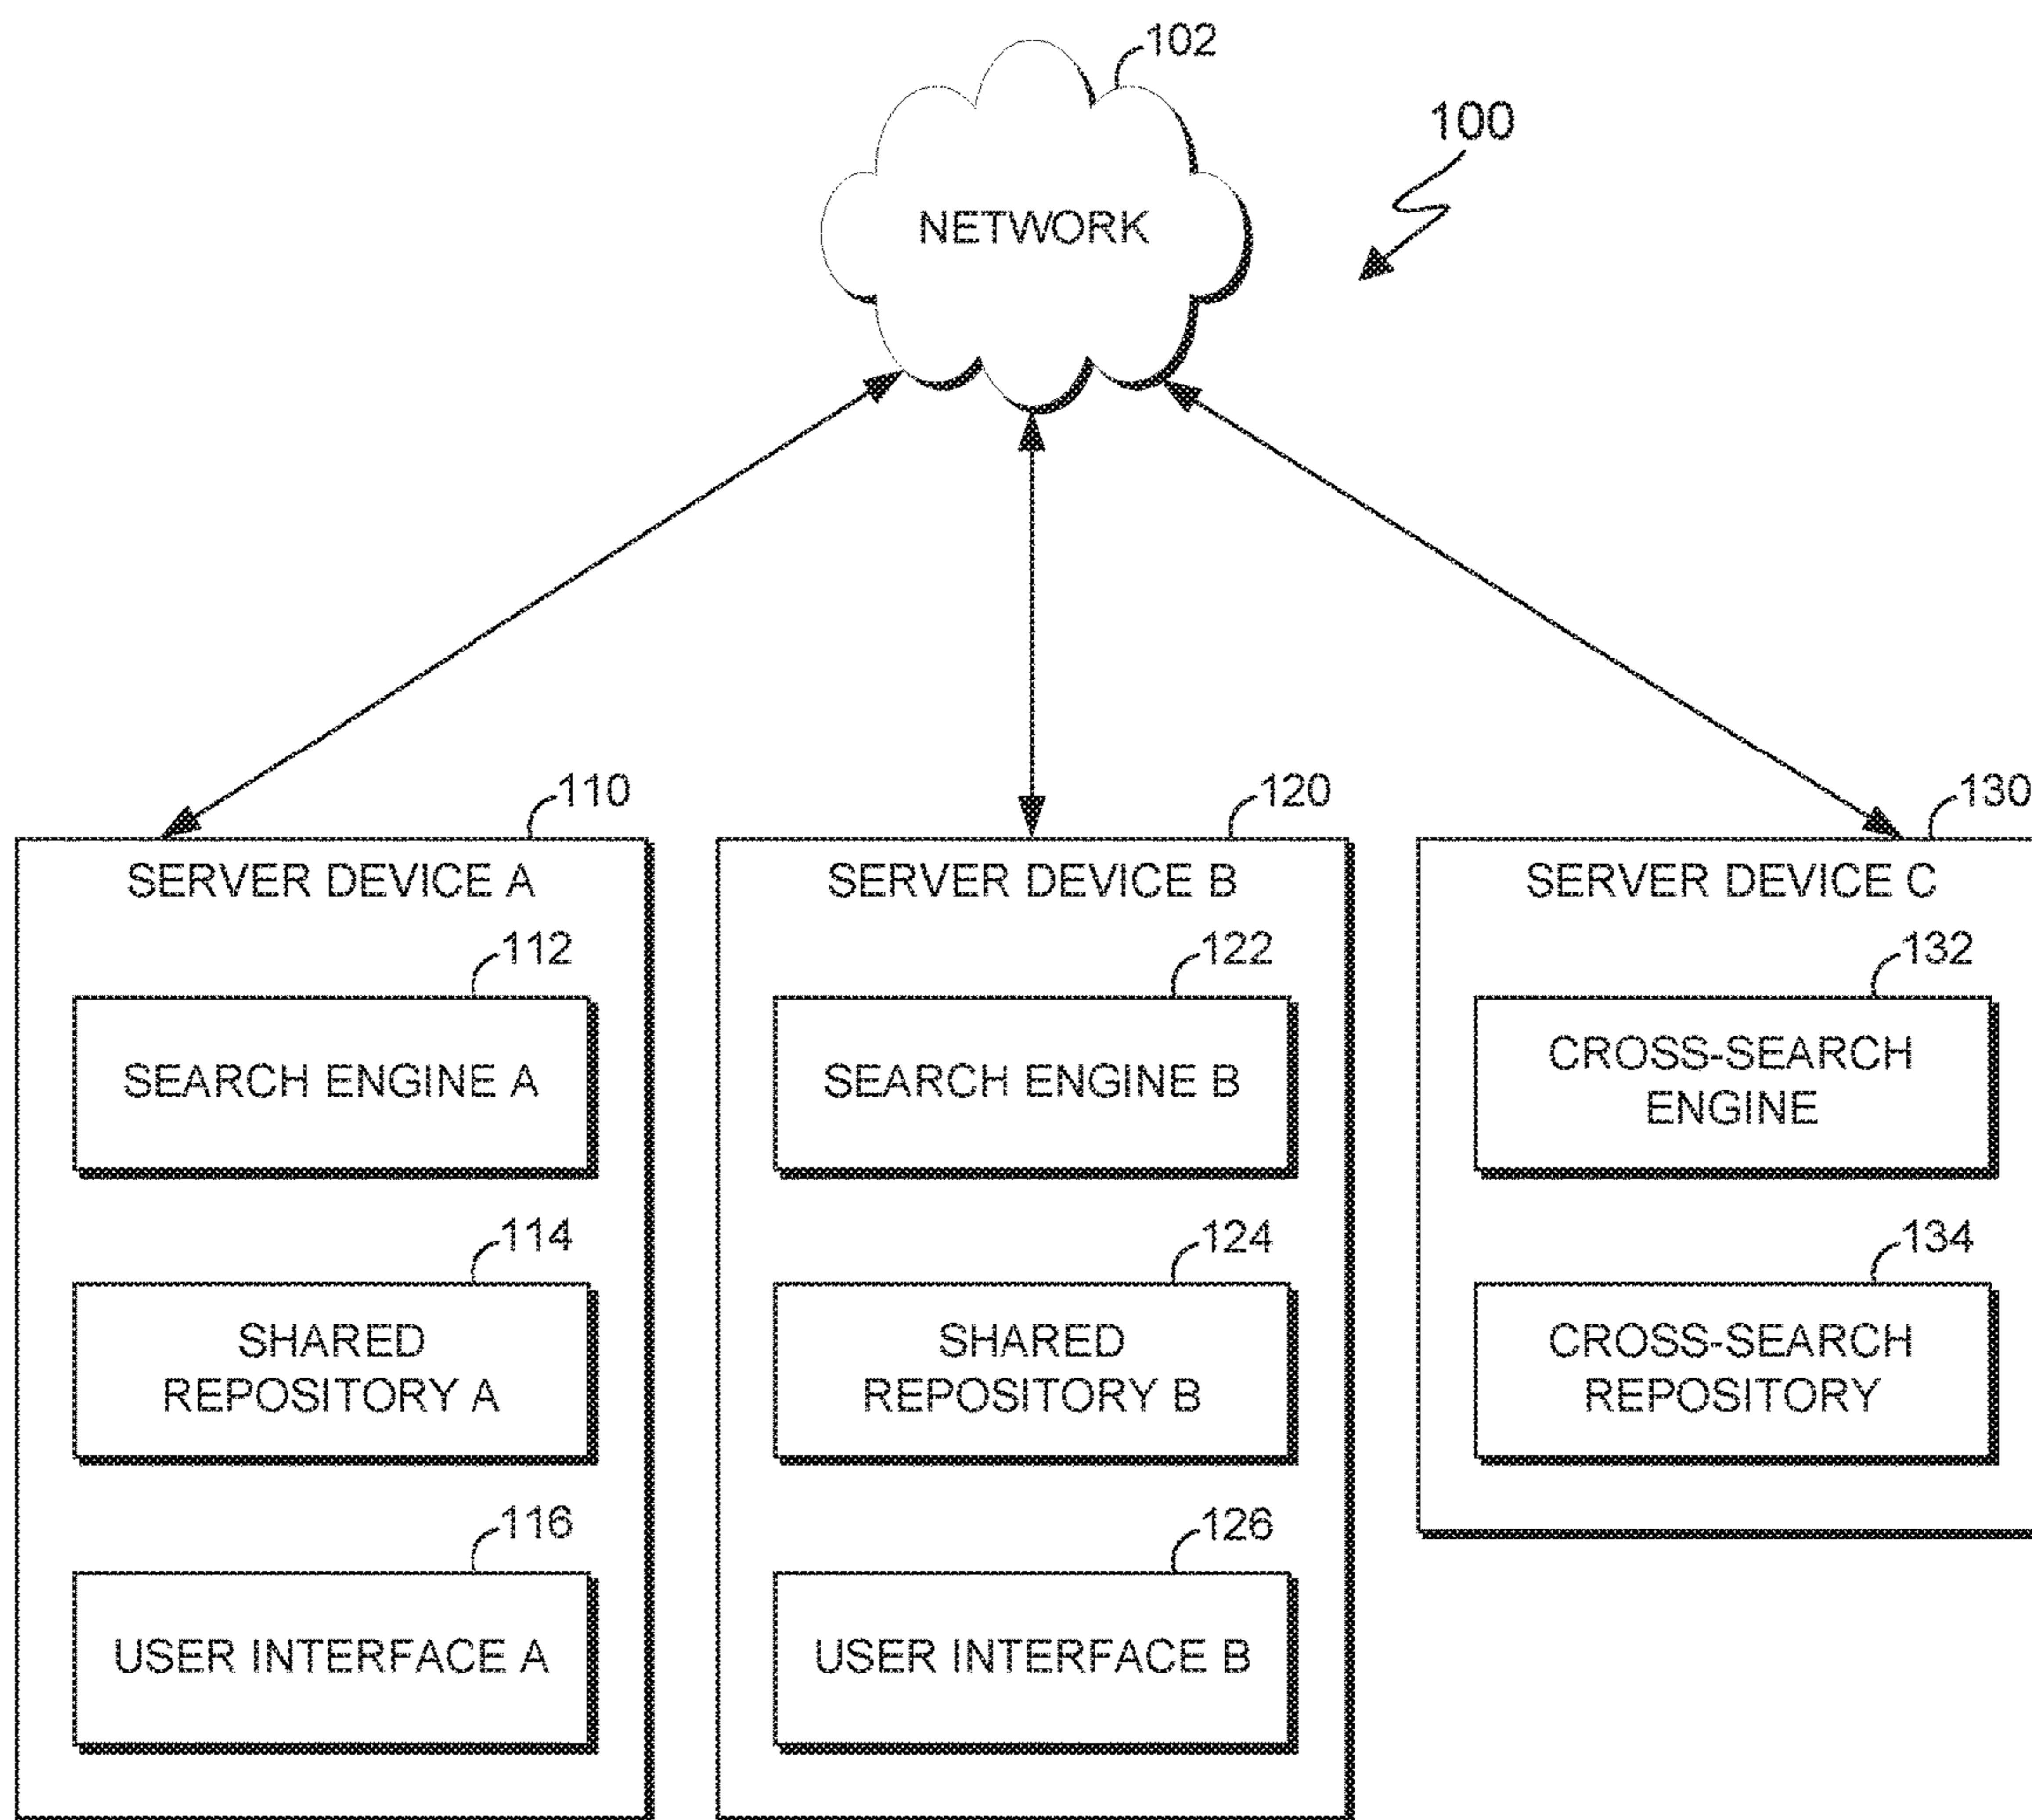 102
100
NETWORK
110
120
130
SERVER DEVICE A
SERVER DEVICE B
SERVER DEVICE C
112
122
132
SEARCH ENGINE A
SEARCH ENGINE B
CROSS-SEARCH
ENGINE
114
124
134
SHARED
REPOSITORY A
SHARED
REPOSITORY B
CROSS-SEARCH
REPOSITORY
116
126
USER INTERFACE A
USER INTERFACE B